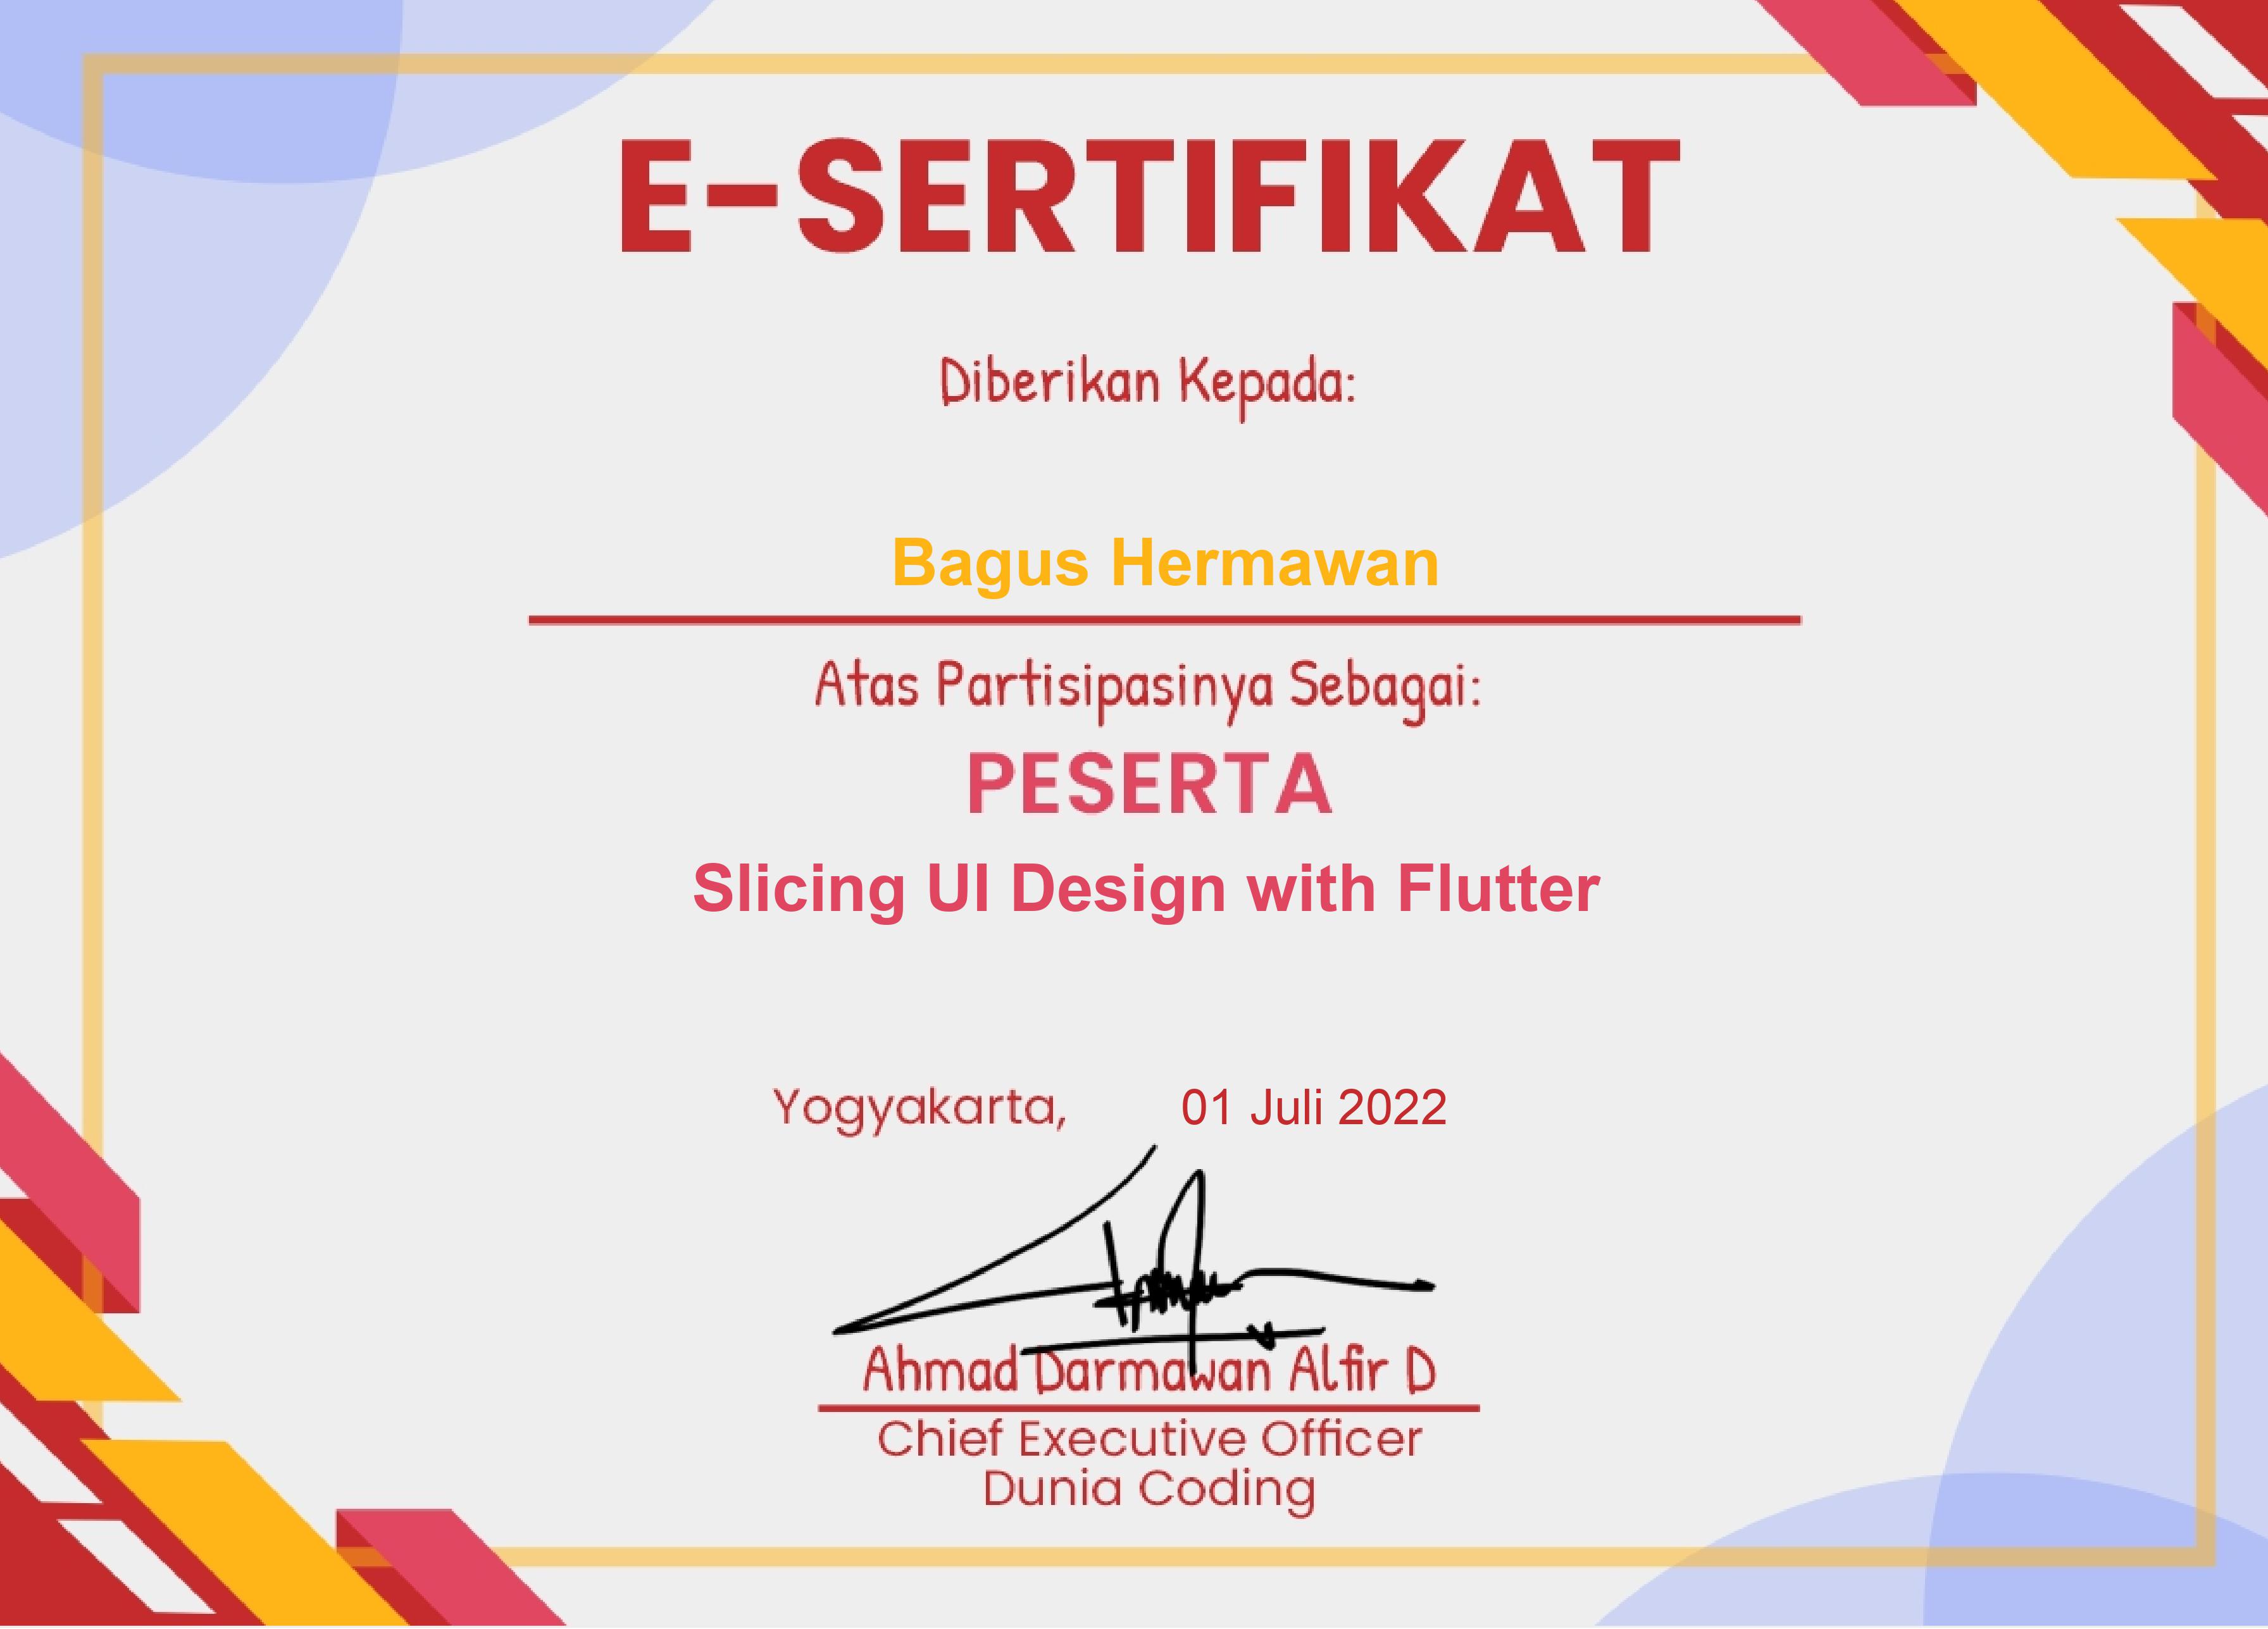 E-SERTIFIKAT
Diberikan Kepada:
Bagus Hermawan
Atas Partisipasinya Sebagai:
PESERTA
Slicing UI Design with Flutter
Yogyakarta, 01 Juli 2022
Ahmad Darmawan Alfir D
Chief Executive Officer
Dunia Coding